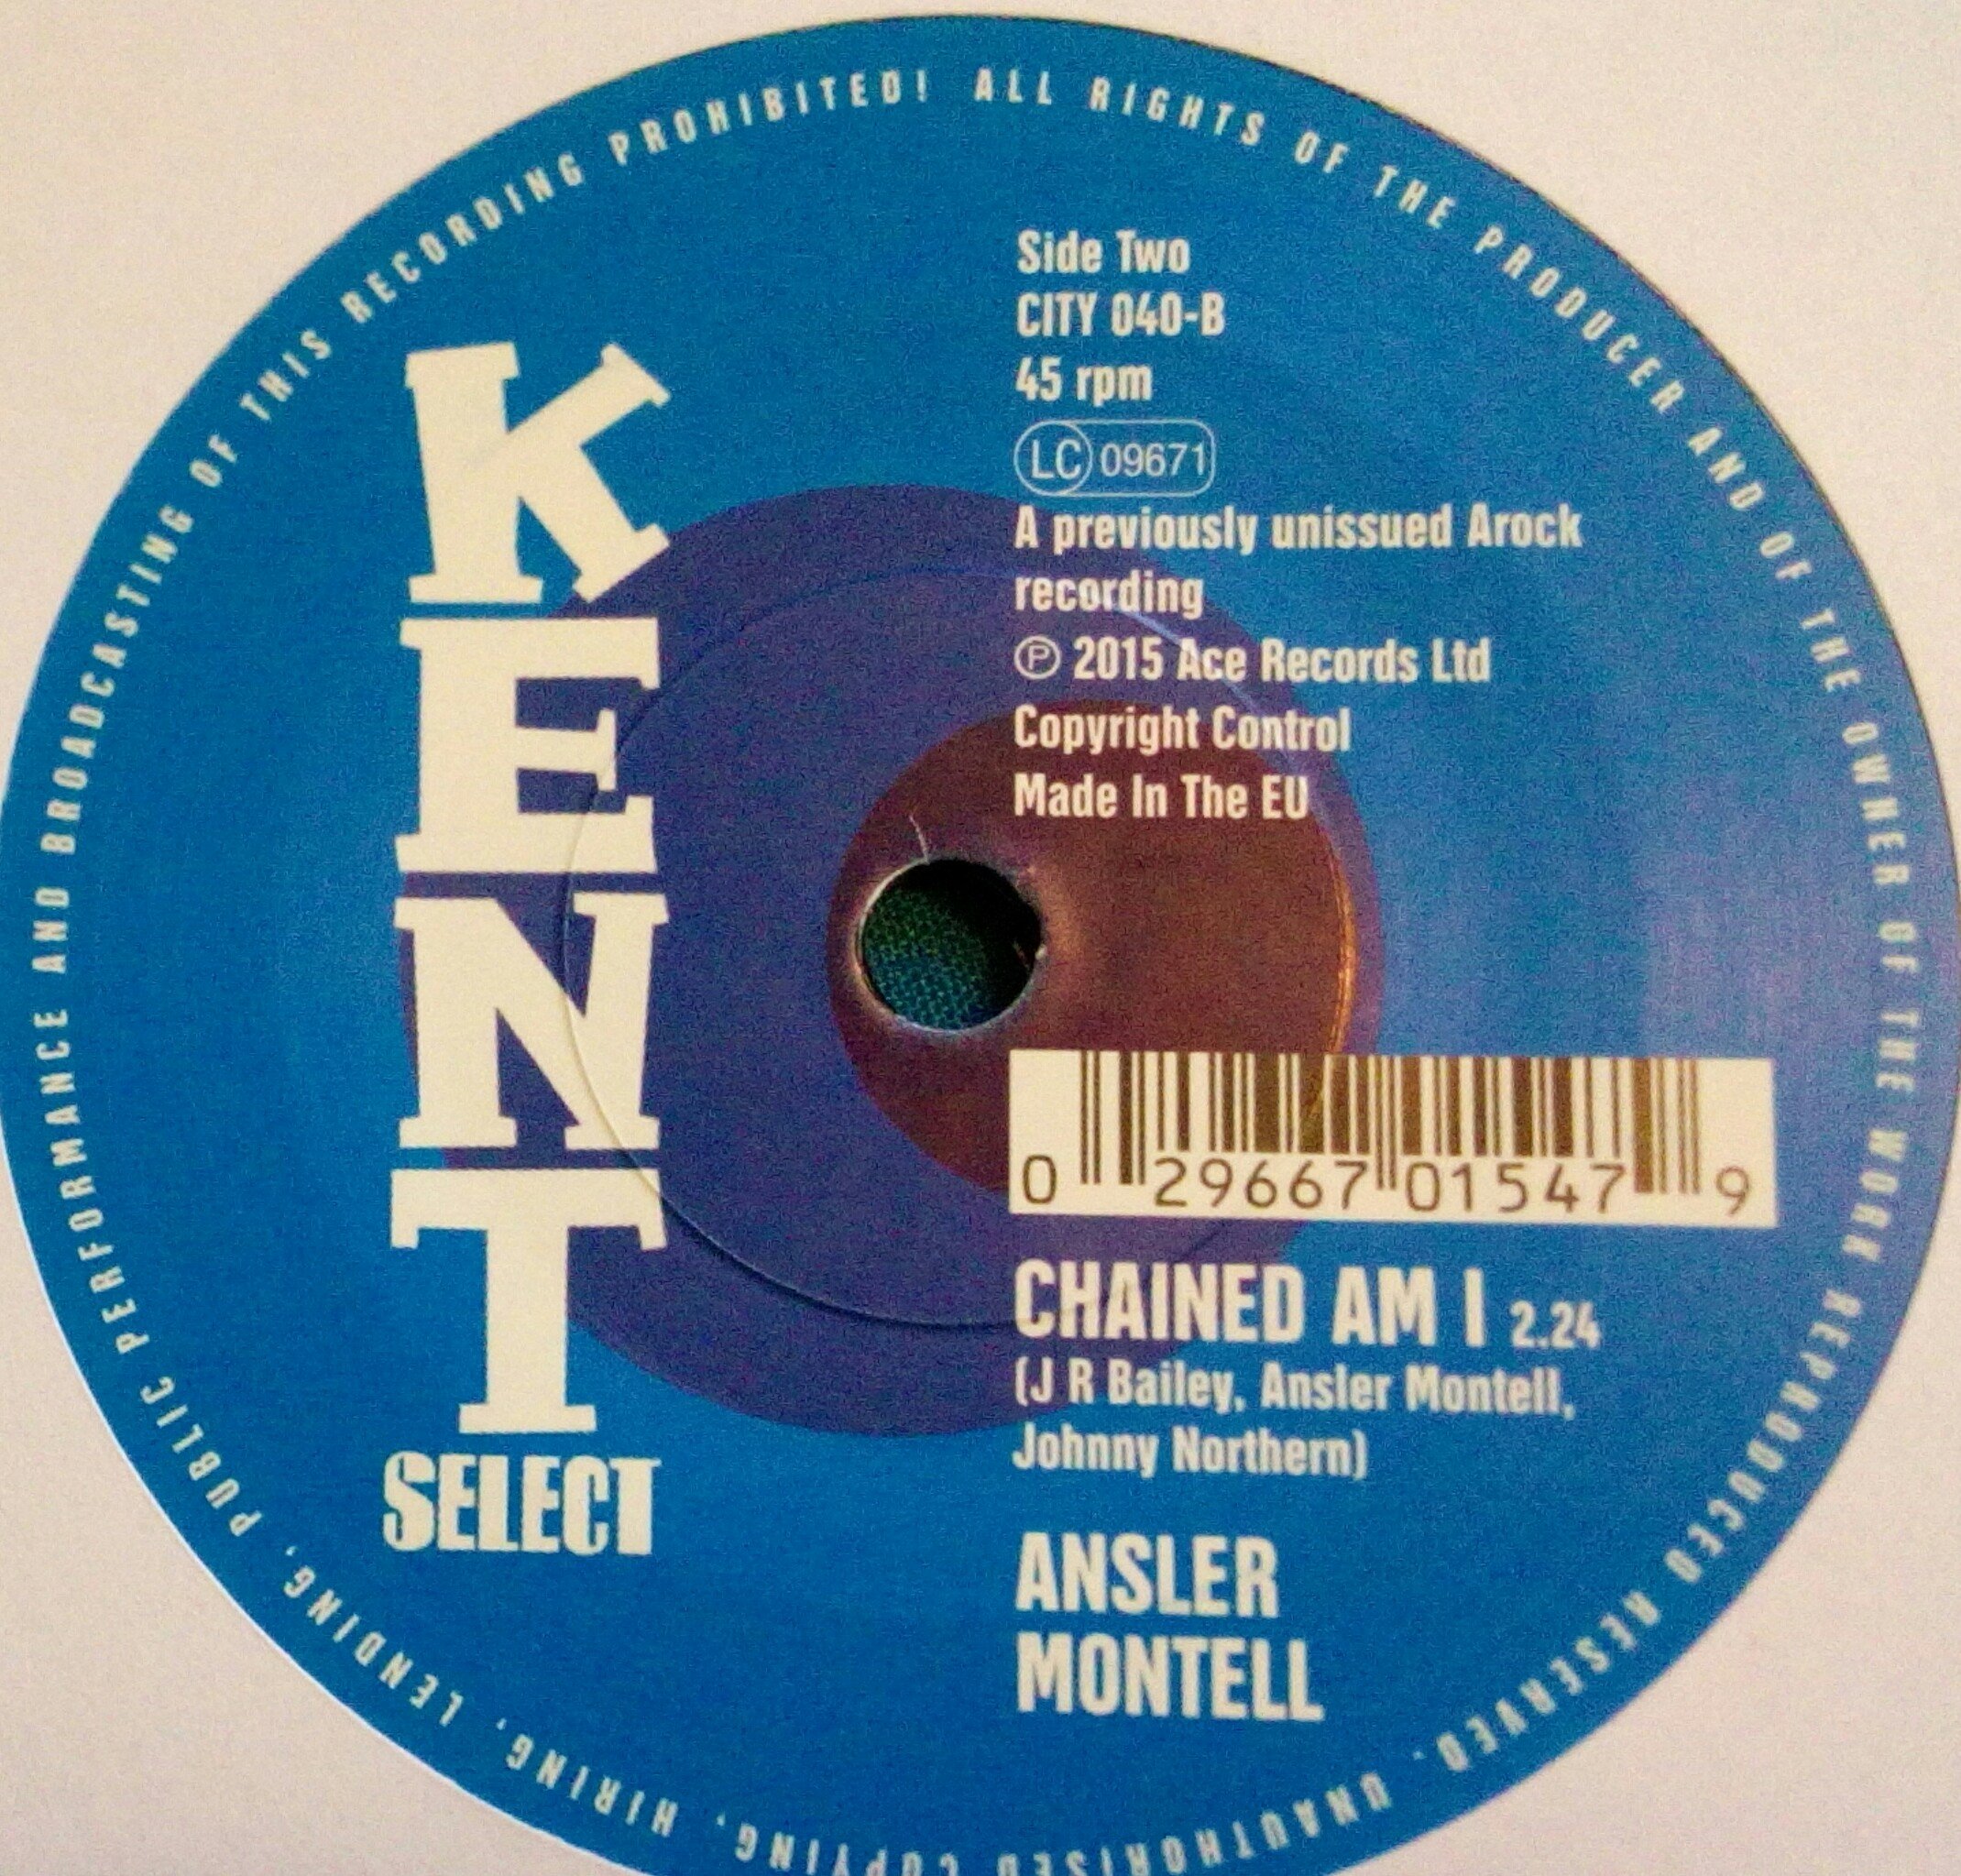 ALL RIGHTS OF THE PRODUCER AND OF THE OWNER OF THE WORK REPRODUCED RESERVED. UNAUTHORISED COPYING, HIRING, LENDING, PUBLIC PERFORMANCE AND BROADCASTING OF THIS RECORDING PROHIBITED!
KENT
SELECT
Side Two
CITY 040-B
45 rpm
LC 09671
A previously unissued Arock
recording
℗ 2015 Ace Records Ltd
Copyright Control
Made In The EU
0 29667 01547 9
CHAINED AM I 2.24
(J R Bailey, Ansler Montell,
Johnny Northern)
ANSLER
MONTELL